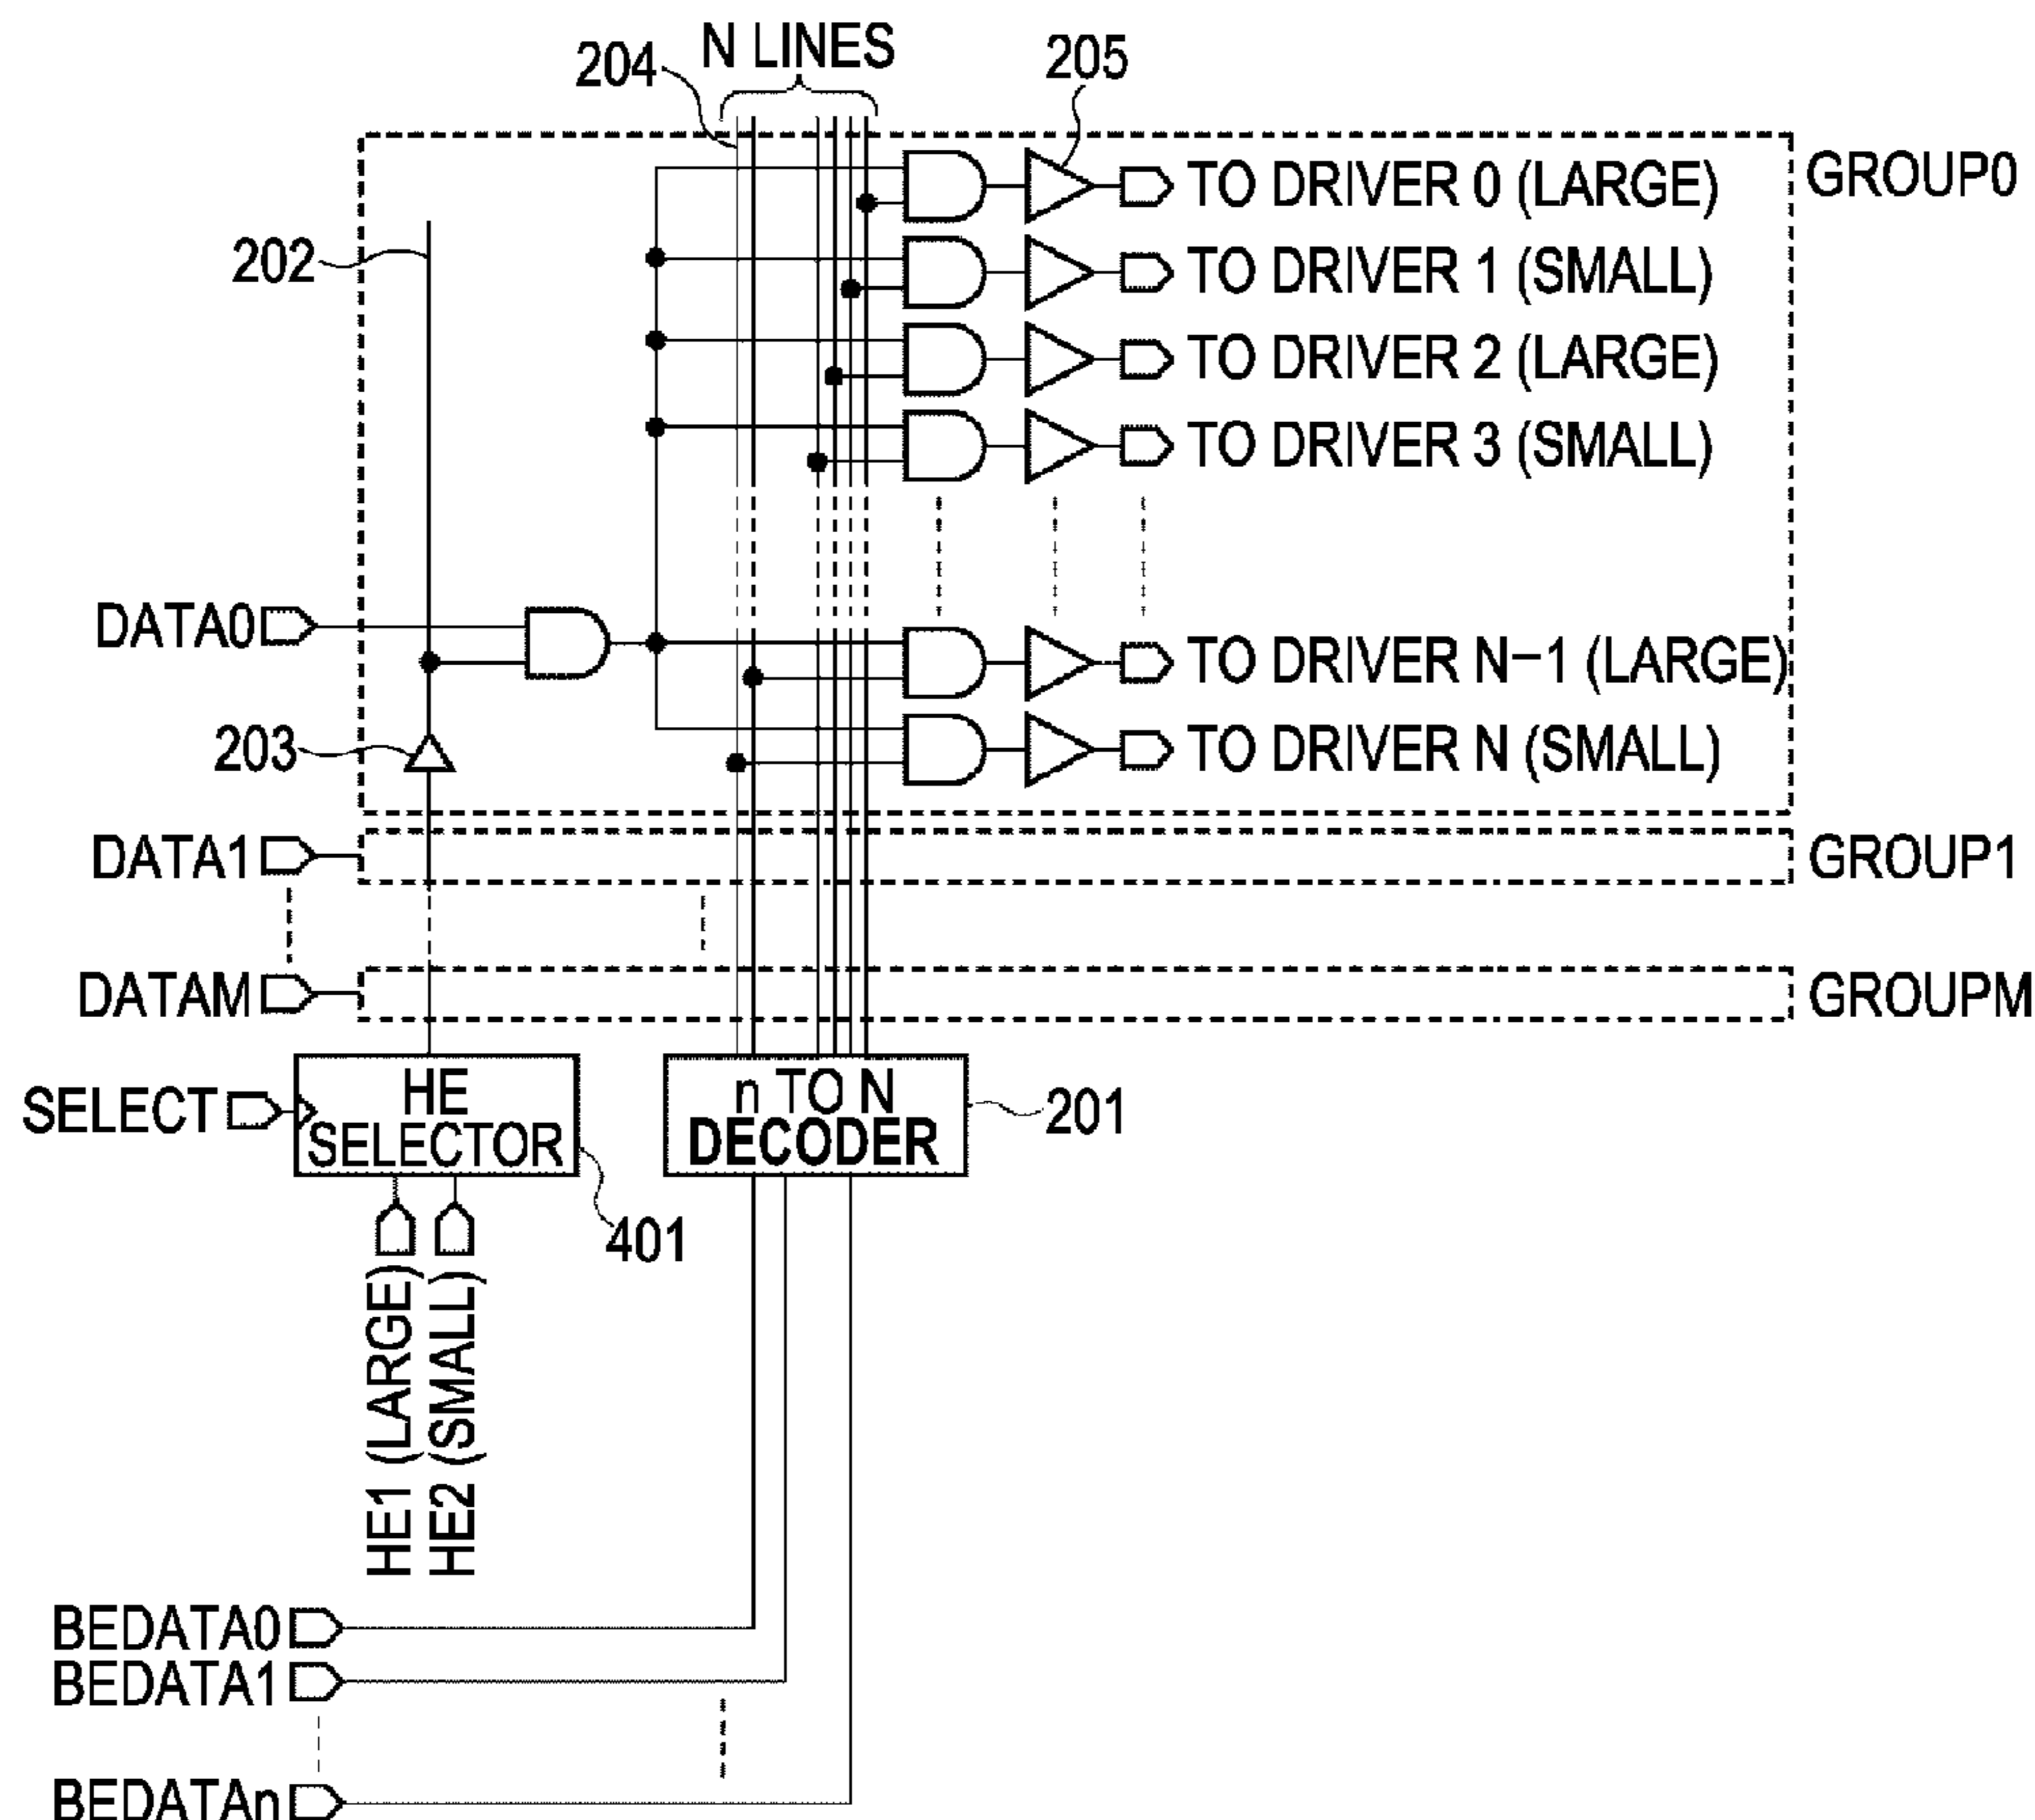 N LINES
204
205
GROUP0
TO DRIVER 0 (LARGE)
202
TO DRIVER 1 (SMALL)
TO DRIVER 2 (LARGE)
TO DRIVER 3 (SMALL)
DATA0
TO DRIVER N−1 (LARGE)
203
TO DRIVER N (SMALL)
DATA1
GROUP1
DATAM
GROUPM
SELECT
HE
SELECTOR
n TO N
DECODER
201
401
HE1 (LARGE)
HE2 (SMALL)
BEDATA0
BEDATA1
BEDATAn